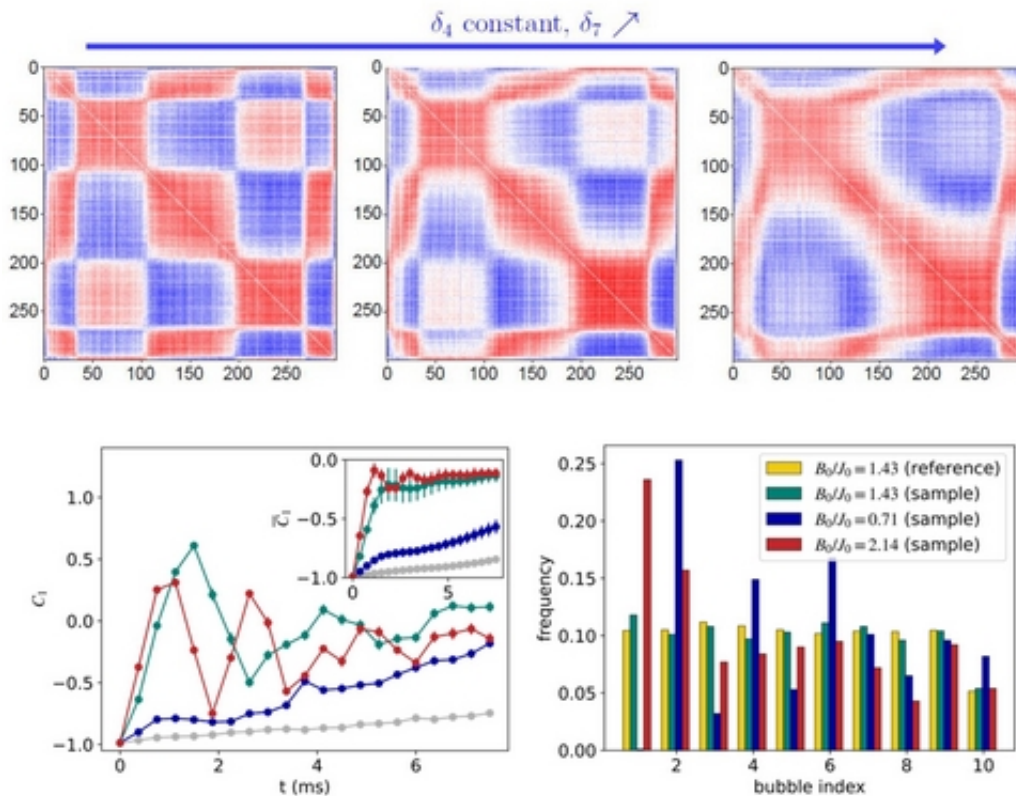 δ₄ constant, δ₇ ↗
0 0 0
50 50 50
100 100 100
150 150 150
200 200 200
250 250 250
0 50 100 150 200 250 0 50 100 150 200 250 0 50 100 150 200 250
1.0
0.5
0.0
−0.5
−1.0
C₁
0 2 4 6
t (ms)
0.0
−0.5
−1.0
C̅₁
0 5
0.25
0.20
0.15
0.10
0.05
0.00
frequency
B₀/J₀ = 1.43 (reference)
B₀/J₀ = 1.43 (sample)
B₀/J₀ = 0.71 (sample)
B₀/J₀ = 2.14 (sample)
2 4 6 8 10
bubble index